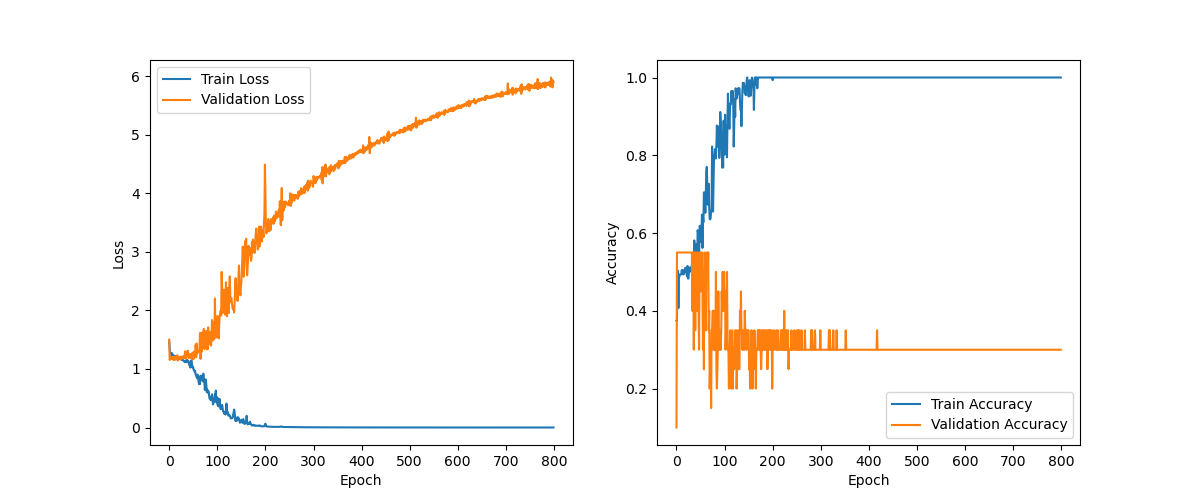 6
5
4
3
2
1
0
Loss
0 100 200 300 400 500 600 700 800
Epoch
Train Loss
Validation Loss
1.0
0.8
0.6
0.4
0.2
Accuracy
0 100 200 300 400 500 600 700 800
Epoch
Train Accuracy
Validation Accuracy